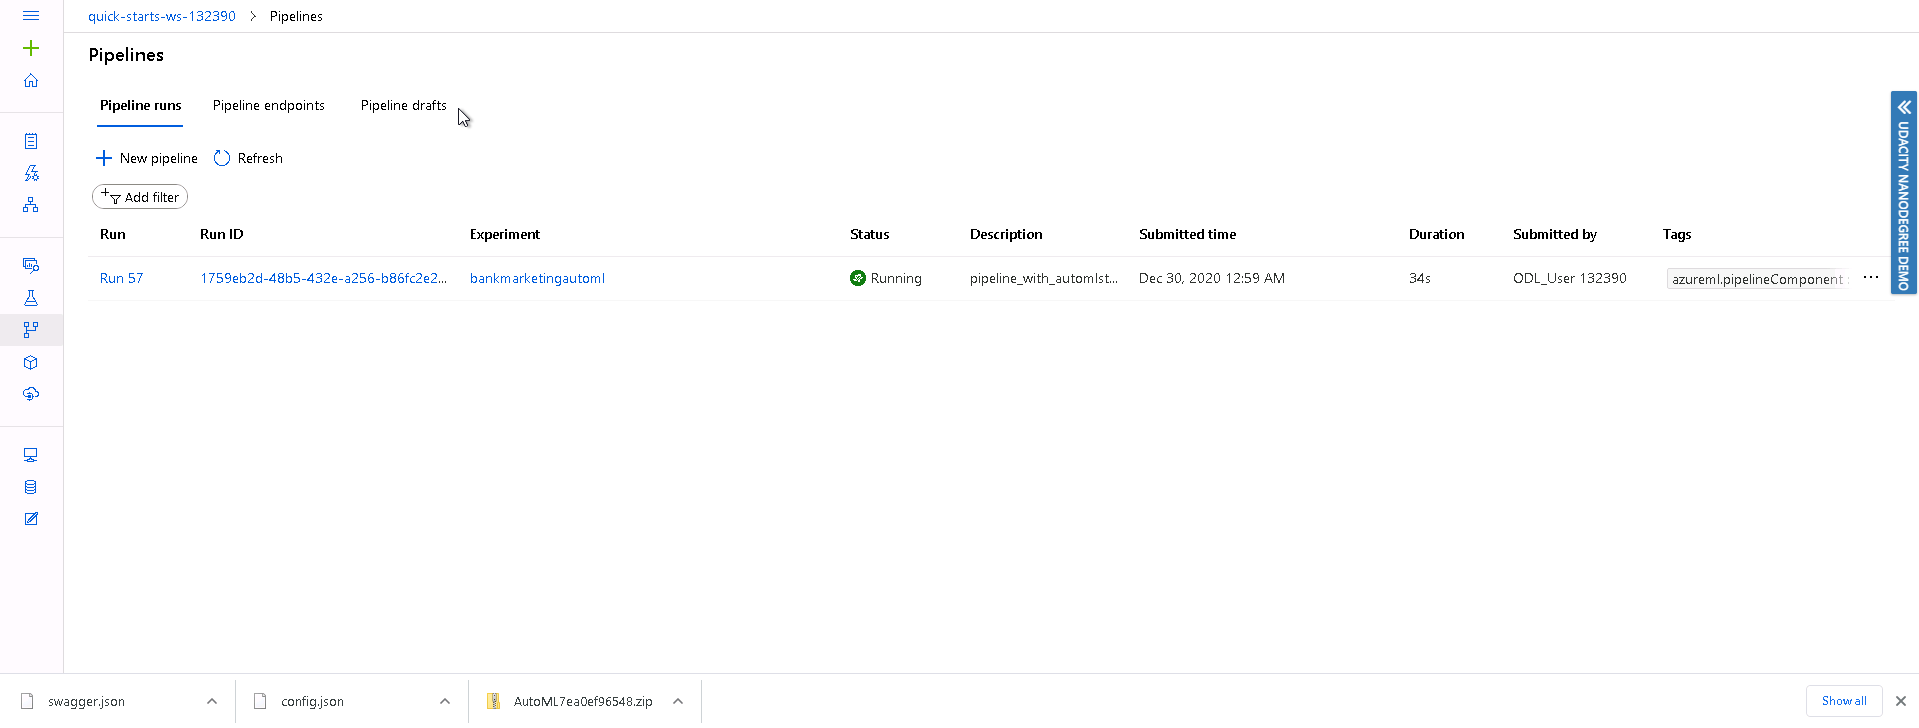 quick-starts-ws-132390 > Pipelines
Pipelines
Pipeline runs Pipeline endpoints Pipeline drafts
New pipeline Refresh
Add filter
Run Run ID Experiment Status Description Submitted time Duration Submitted by Tags
Run 57 1759eb2d-48b5-432e-a256-b86fc2e2... bankmarketingautoml Running pipeline_with_automlst... Dec 30, 2020 12:59 AM 34s ODL_User 132390 azureml.pipelineComponent : ...
UDACITY NANODEGREE DEMO
swagger.json config.json AutoML7ea0ef96548.zip Show all